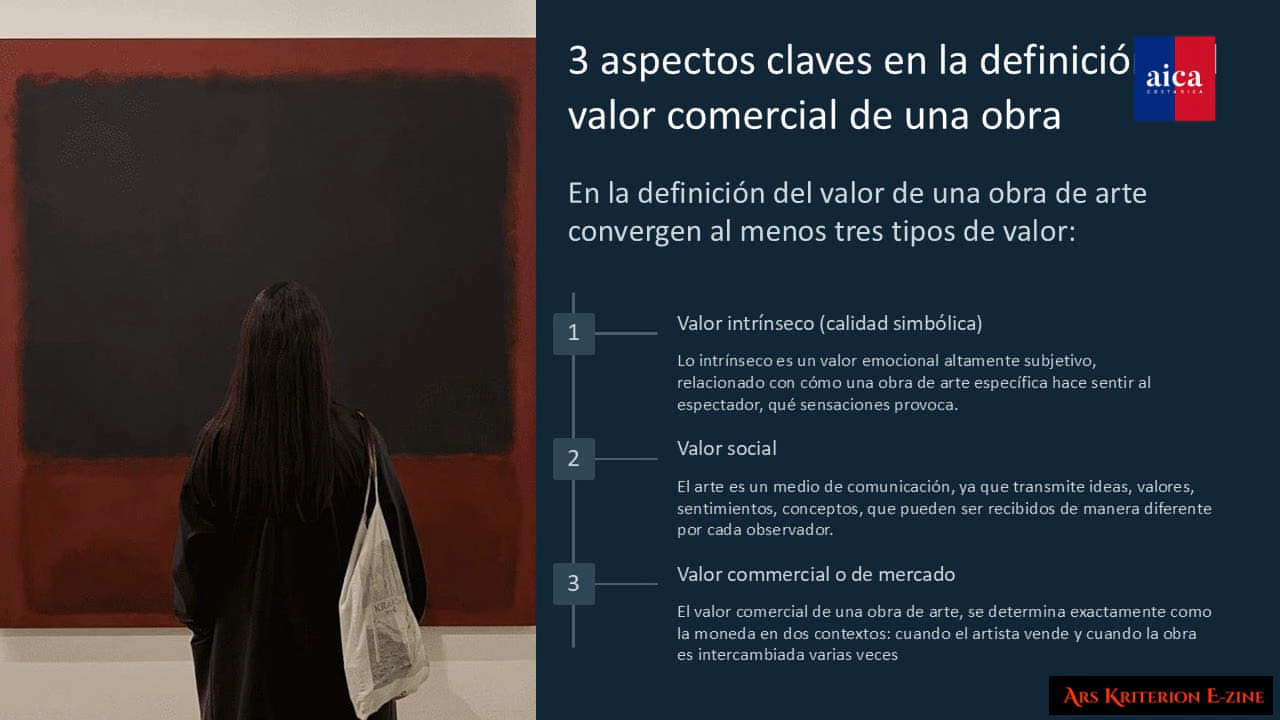 3 aspectos claves en la definició
valor comercial de una obra
aica
COSTA RICA
En la definición del valor de una obra de arte
convergen al menos tres tipos de valor:
1
Valor intrínseco (calidad simbólica)
Lo intrínseco es un valor emocional altamente subjetivo,
relacionado con cómo una obra de arte específica hace sentir al
espectador, qué sensaciones provoca.
2
Valor social
El arte es un medio de comunicación, ya que transmite ideas, valores,
sentimientos, conceptos, que pueden ser recibidos de manera diferente
por cada observador.
3
Valor commercial o de mercado
El valor comercial de una obra de arte, se determina exactamente como
la moneda en dos contextos: cuando el artista vende y cuando la obra
es intercambiada varias veces
Ars Kriterion E-zine